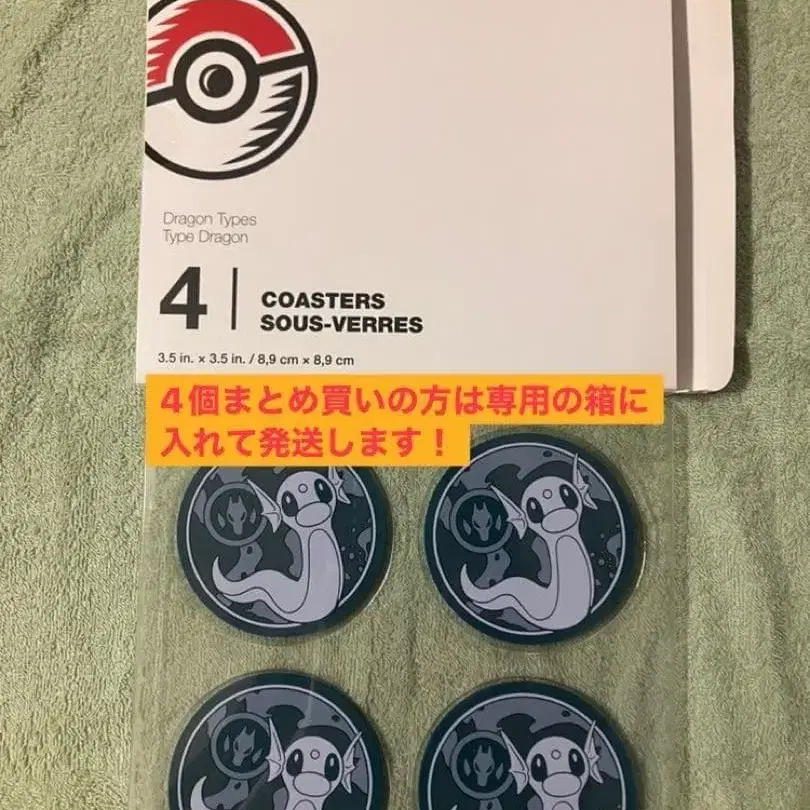 Dragon Types
Type Dragon
4
COASTERS
SOUS-VERRES
3.5 in. × 3.5 in. / 8,9 cm × 8,9 cm
4個まとめ買いの方は専用の箱に
入れて発送します！